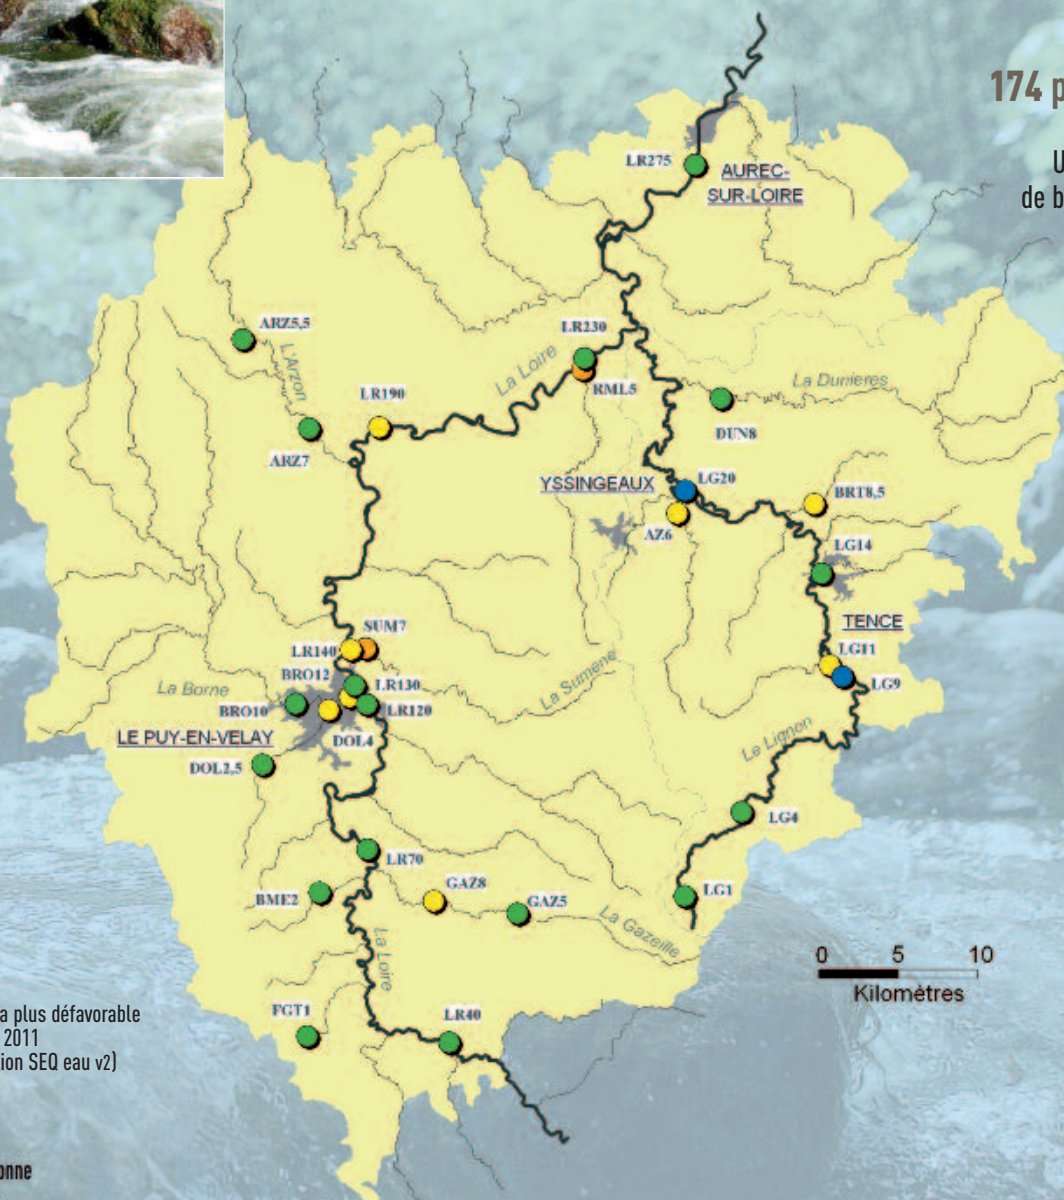 174 p
U
de b
LR275
AUREC-
SUR-LOIRE
ARZ5,5
L'Arzon
LR230
La Loire
RML5
La Dunieres
LR190
DUN8
ARZ7
YSSINGEAUX
LG20
BRT8,5
AZ6
LG14
TENCE
SUM7
LR140
LG11
BRO12
LR130
LG9
La Borne
La Sumène
BRO10
LR120
LE PUY-EN-VELAY
DOL4
Le Lignon
DOL2,5
LG4
LR70
GAZ8
LG1
BME2
GAZ5
La Gazeille
La Loire
0 5 10
Kilomètres
FGT1
LR40
a plus défavorable
2011
ion SEQ eau v2)
onne